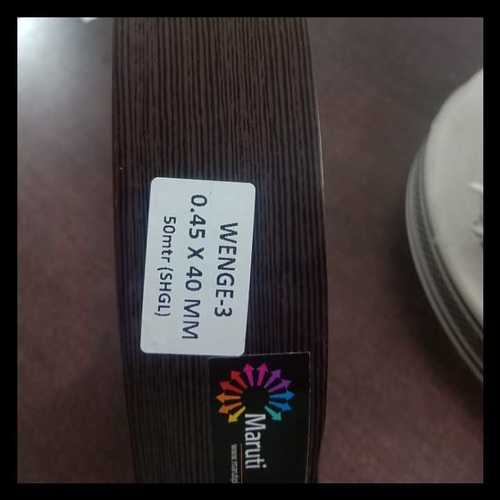 WENGE-3
0.45 X 40 MM
50mtr (SHGL)
Maruti